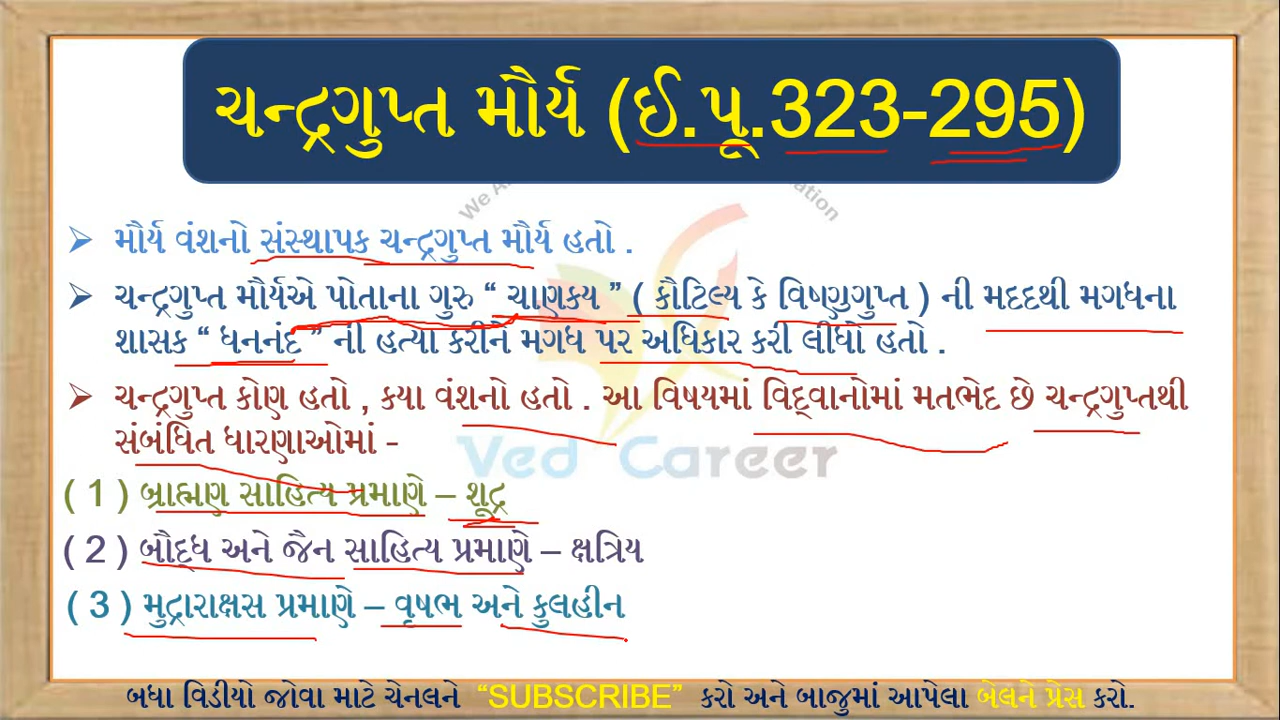 ચન્દ્રગુપ્ત મૌર્ય (ઈ.પૂ.323-295)
We A
ation
➢ મૌર્ય વંશનો સંસ્થાપક ચન્દ્રગુપ્ત મૌર્ય હતો .
➢ ચન્દ્રગુપ્ત મૌર્યએ પોતાના ગુરુ “ ચાણકય ” ( કૌટિલ્ય કે વિષ્ણુગુપ્ત ) ની મદદથી મગધના
શાસક “ ધનનંદ ” ની હત્યા કરીને મગધ પર અધિકાર કરી લીધો હતો .
➢ ચન્દ્રગુપ્ત કોણ હતો , કયા વંશનો હતો . આ વિષયમાં વિદ્વાનોમાં મતભેદ છે ચન્દ્રગુપ્તથી
સંબંધિત ધારણાઓમાં –
Ved Career
( 1 ) બ્રાહ્મણ સાહિત્ય પ્રમાણે – શૂદ્ર
( 2 ) બૌદ્ધ અને જૈન સાહિત્ય પ્રમાણે – ક્ષત્રિય
( 3 ) મુદ્રારાક્ષસ પ્રમાણે – વૃષભ અને કુલહીન
બધા વિડીયો જોવા માટે ચેનલને “SUBSCRIBE” કરો અને બાજુમાં આપેલા બેલને પ્રેસ કરો.